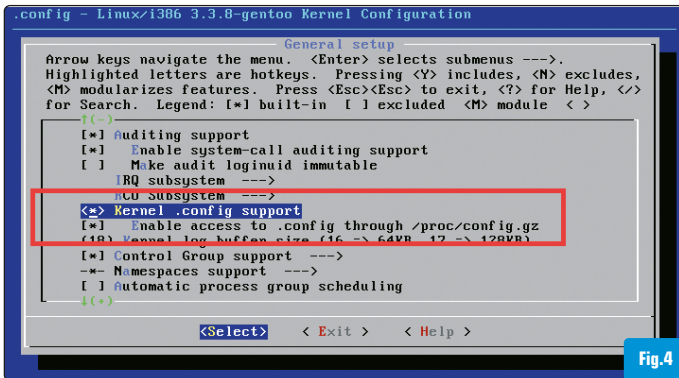 .config - Linux/i386 3.3.8-gentoo Kernel Configuration
General setup
Arrow keys navigate the menu.  <Enter> selects submenus --->.
Highlighted letters are hotkeys.  Pressing <Y> includes, <N> excludes,
<M> modularizes features.  Press <Esc><Esc> to exit, <?> for Help, </>
for Search.  Legend: [*] built-in  [ ] excluded  <M> module  < >
↑(-)
[*] Auditing support
[*]   Enable system-call auditing support
[ ]   Make audit loginuid immutable
IRQ subsystem  --->
RCU Subsystem  --->
<*> Kernel .config support
[*]   Enable access to .config through /proc/config.gz
(18) Kernel log buffer size (16 => 64KB, 17 => 128KB)
[*] Control Group support  --->
-*- Namespaces support  --->
[ ] Automatic process group scheduling
↓(+)
<Select>    < Exit >    < Help >
Fig.4